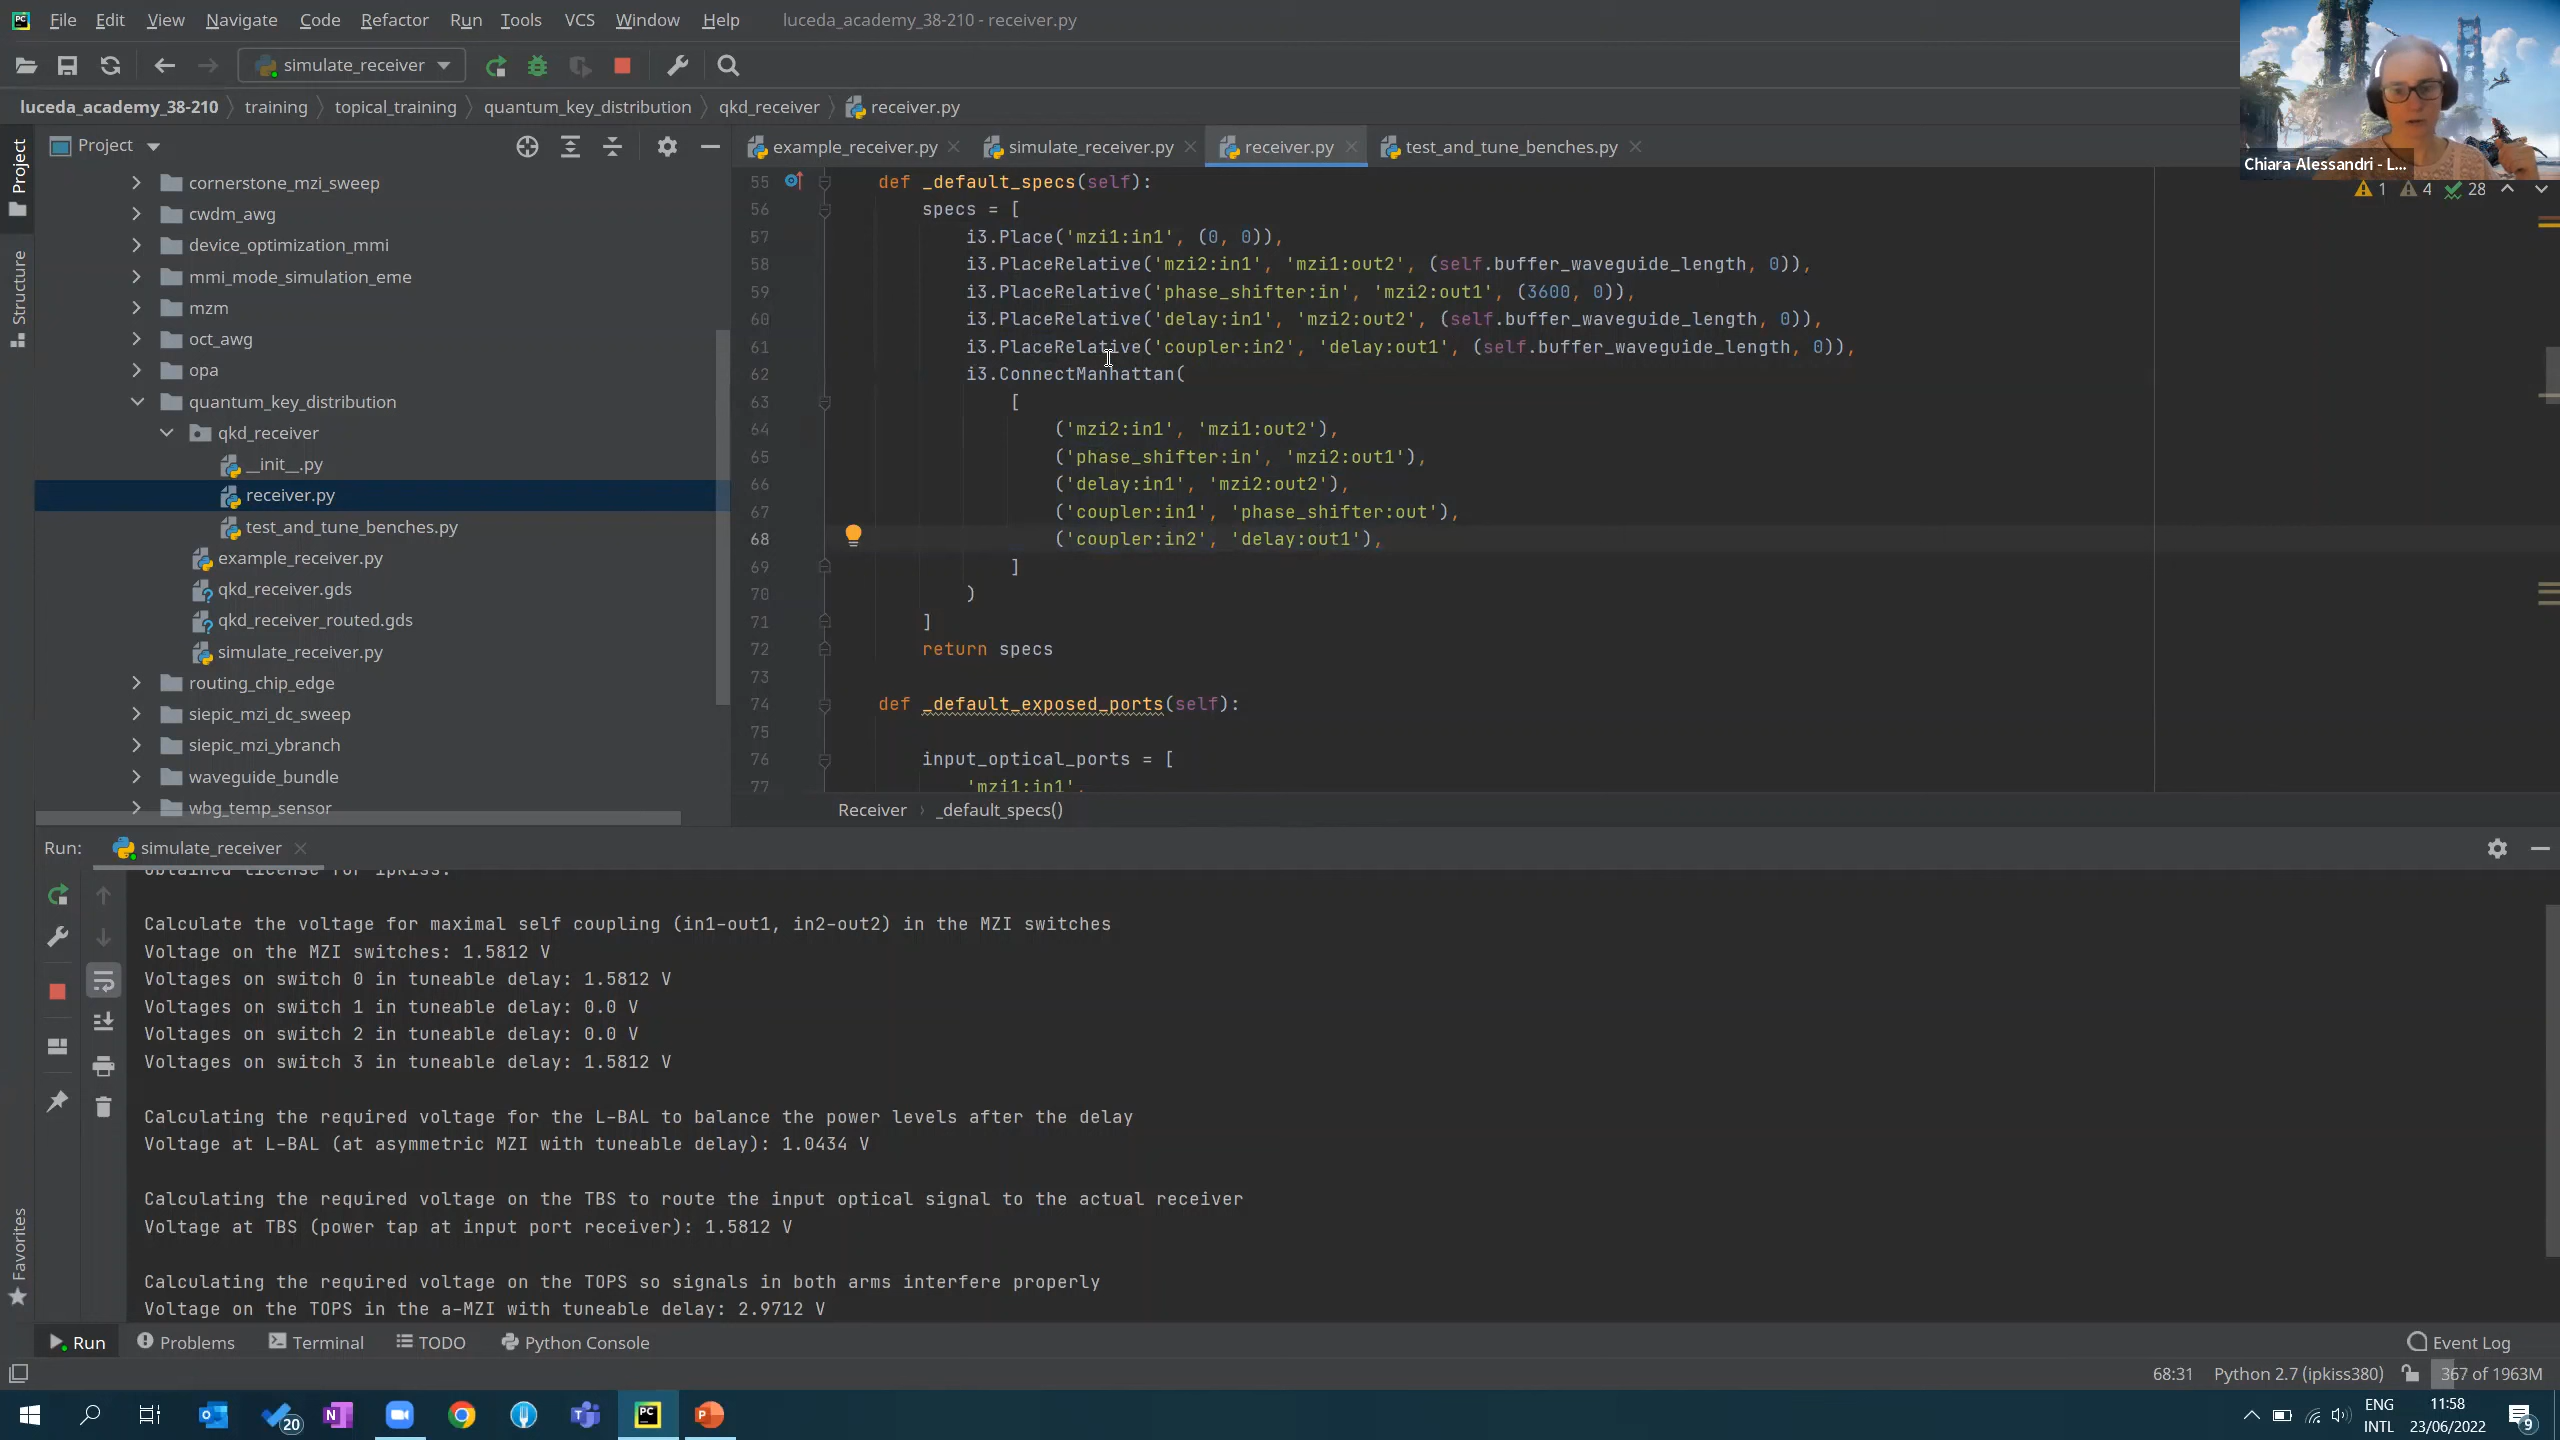 File Edit View Navigate Code Refactor Run Tools VCS Window Help luceda_academy_38-210 - receiver.py
simulate_receiver
luceda_academy_38-210 training topical_training quantum_key_distribution qkd_receiver receiver.py
Chiara Alessandri - L...
Project
Structure
Favorites
Project
cornerstone_mzi_sweep
cwdm_awg
device_optimization_mmi
mmi_mode_simulation_eme
mzm
oct_awg
opa
quantum_key_distribution
qkd_receiver
__init__.py
receiver.py
test_and_tune_benches.py
example_receiver.py
qkd_receiver.gds
qkd_receiver_routed.gds
simulate_receiver.py
routing_chip_edge
siepic_mzi_dc_sweep
siepic_mzi_ybranch
waveguide_bundle
wbg_temp_sensor
example_receiver.py simulate_receiver.py receiver.py test_and_tune_benches.py
1 4 28
55 def _default_specs(self):
56 specs = [
57 i3.Place('mzi1:in1', (0, 0)),
58 i3.PlaceRelative('mzi2:in1', 'mzi1:out2', (self.buffer_waveguide_length, 0)),
59 i3.PlaceRelative('phase_shifter:in', 'mzi2:out1', (3600, 0)),
60 i3.PlaceRelative('delay:in1', 'mzi2:out2', (self.buffer_waveguide_length, 0)),
61 i3.PlaceRelative('coupler:in2', 'delay:out1', (self.buffer_waveguide_length, 0)),
62 i3.ConnectManhattan(
63 [
64 ('mzi2:in1', 'mzi1:out2'),
65 ('phase_shifter:in', 'mzi2:out1'),
66 ('delay:in1', 'mzi2:out2'),
67 ('coupler:in1', 'phase_shifter:out'),
68 ('coupler:in2', 'delay:out1'),
69 ]
70 )
71 ]
72 return specs
73
74 def _default_exposed_ports(self):
75
76 input_optical_ports = [
77 'mzi1:in1',
Receiver _default_specs()
Run: simulate_receiver
Obtained license for ipkiss.
Calculate the voltage for maximal self coupling (in1-out1, in2-out2) in the MZI switches
Voltage on the MZI switches: 1.5812 V
Voltages on switch 0 in tuneable delay: 1.5812 V
Voltages on switch 1 in tuneable delay: 0.0 V
Voltages on switch 2 in tuneable delay: 0.0 V
Voltages on switch 3 in tuneable delay: 1.5812 V
Calculating the required voltage for the L-BAL to balance the power levels after the delay
Voltage at L-BAL (at asymmetric MZI with tuneable delay): 1.0434 V
Calculating the required voltage on the TBS to route the input optical signal to the actual receiver
Voltage at TBS (power tap at input port receiver): 1.5812 V
Calculating the required voltage on the TOPS so signals in both arms interfere properly
Voltage on the TOPS in the a-MZI with tuneable delay: 2.9712 V
Run Problems Terminal TODO Python Console Event Log
68:31 Python 2.7 (ipkiss380) 367 of 1963M
20
ENG
INTL
11:58
23/06/2022
9